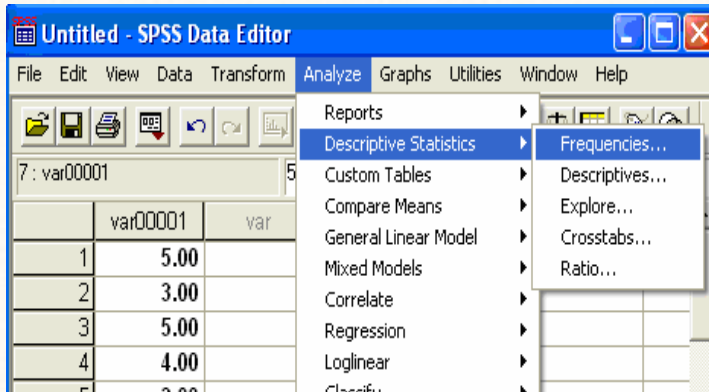 SPSS
Untitled - SPSS Data Editor
File Edit View Data Transform Analyze Graphs Utilities Window Help
Reports
Descriptive Statistics
Custom Tables
Compare Means
General Linear Model
Mixed Models
Correlate
Regression
Loglinear
Frequencies...
Descriptives...
Explore...
Crosstabs...
Ratio...
7 : var00001 5
var00001 var
1 5.00
2 3.00
3 5.00
4 4.00